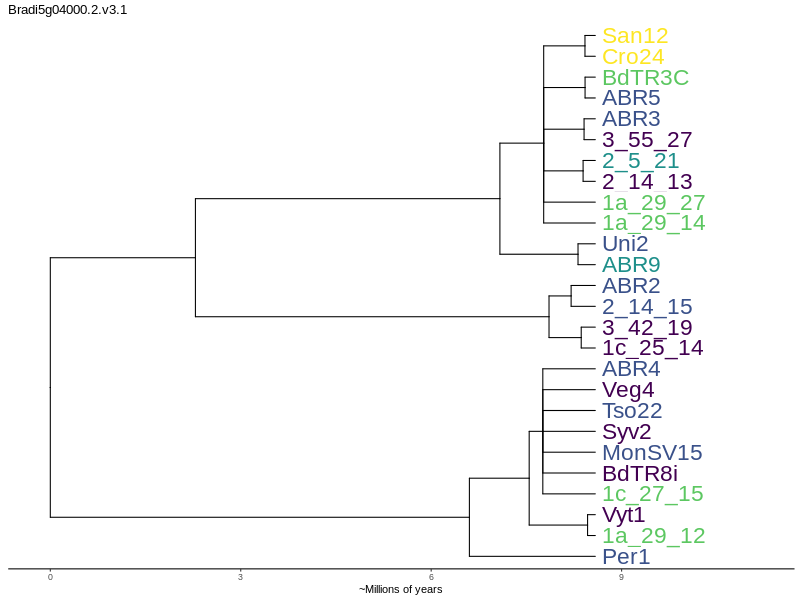 Bradi5g04000.2.v3.1
San12
Cro24
BdTR3C
ABR5
ABR3
3_55_27
2_5_21
2_14_13
1a_29_27
1a_29_14
Uni2
ABR9
ABR2
2_14_15
3_42_19
1c_25_14
ABR4
Veg4
Tso22
Syv2
MonSV15
BdTR8i
1c_27_15
Vyt1
1a_29_12
Per1
0 3 6 9
~Millions of years